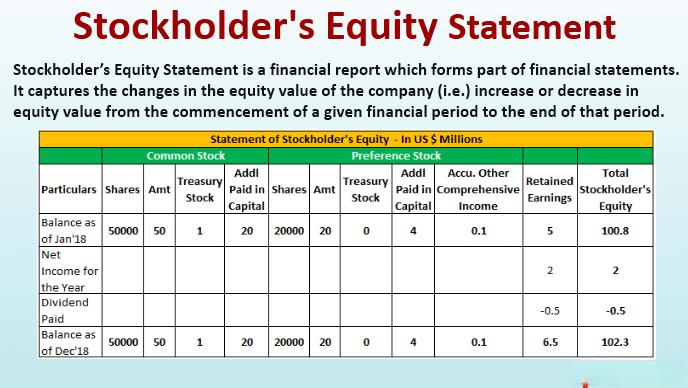 Stockholder's Equity Statement
Stockholder’s Equity Statement is a financial report which forms part of financial statements.
It captures the changes in the equity value of the company (i.e.) increase or decrease in
equity value from the commencement of a given financial period to the end of that period.
Statement of Stockholder's Equity - In US $ Millions
Common Stock Preference Stock
Particulars Shares Amt Treasury Stock Addl Paid in Capital Shares Amt Treasury Stock Addl Paid in Capital Accu. Other Comprehensive Income Retained Earnings Total Stockholder's Equity
Balance as of Jan'18 50000 50 1 20 20000 20 0 4 0.1 5 100.8
Net Income for the Year 2 2
Dividend Paid -0.5 -0.5
Balance as of Dec'18 50000 50 1 20 20000 20 0 4 0.1 6.5 102.3